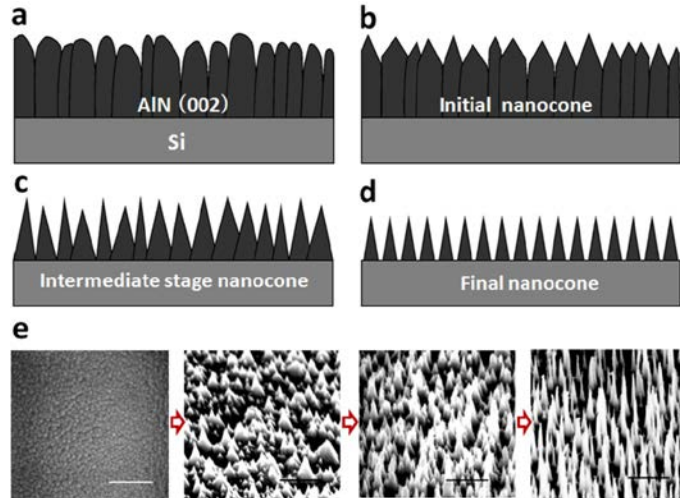 a
b
AlN (002)
Initial nanocone
Si
c
d
Intermediate stage nanocone
Final nanocone
e